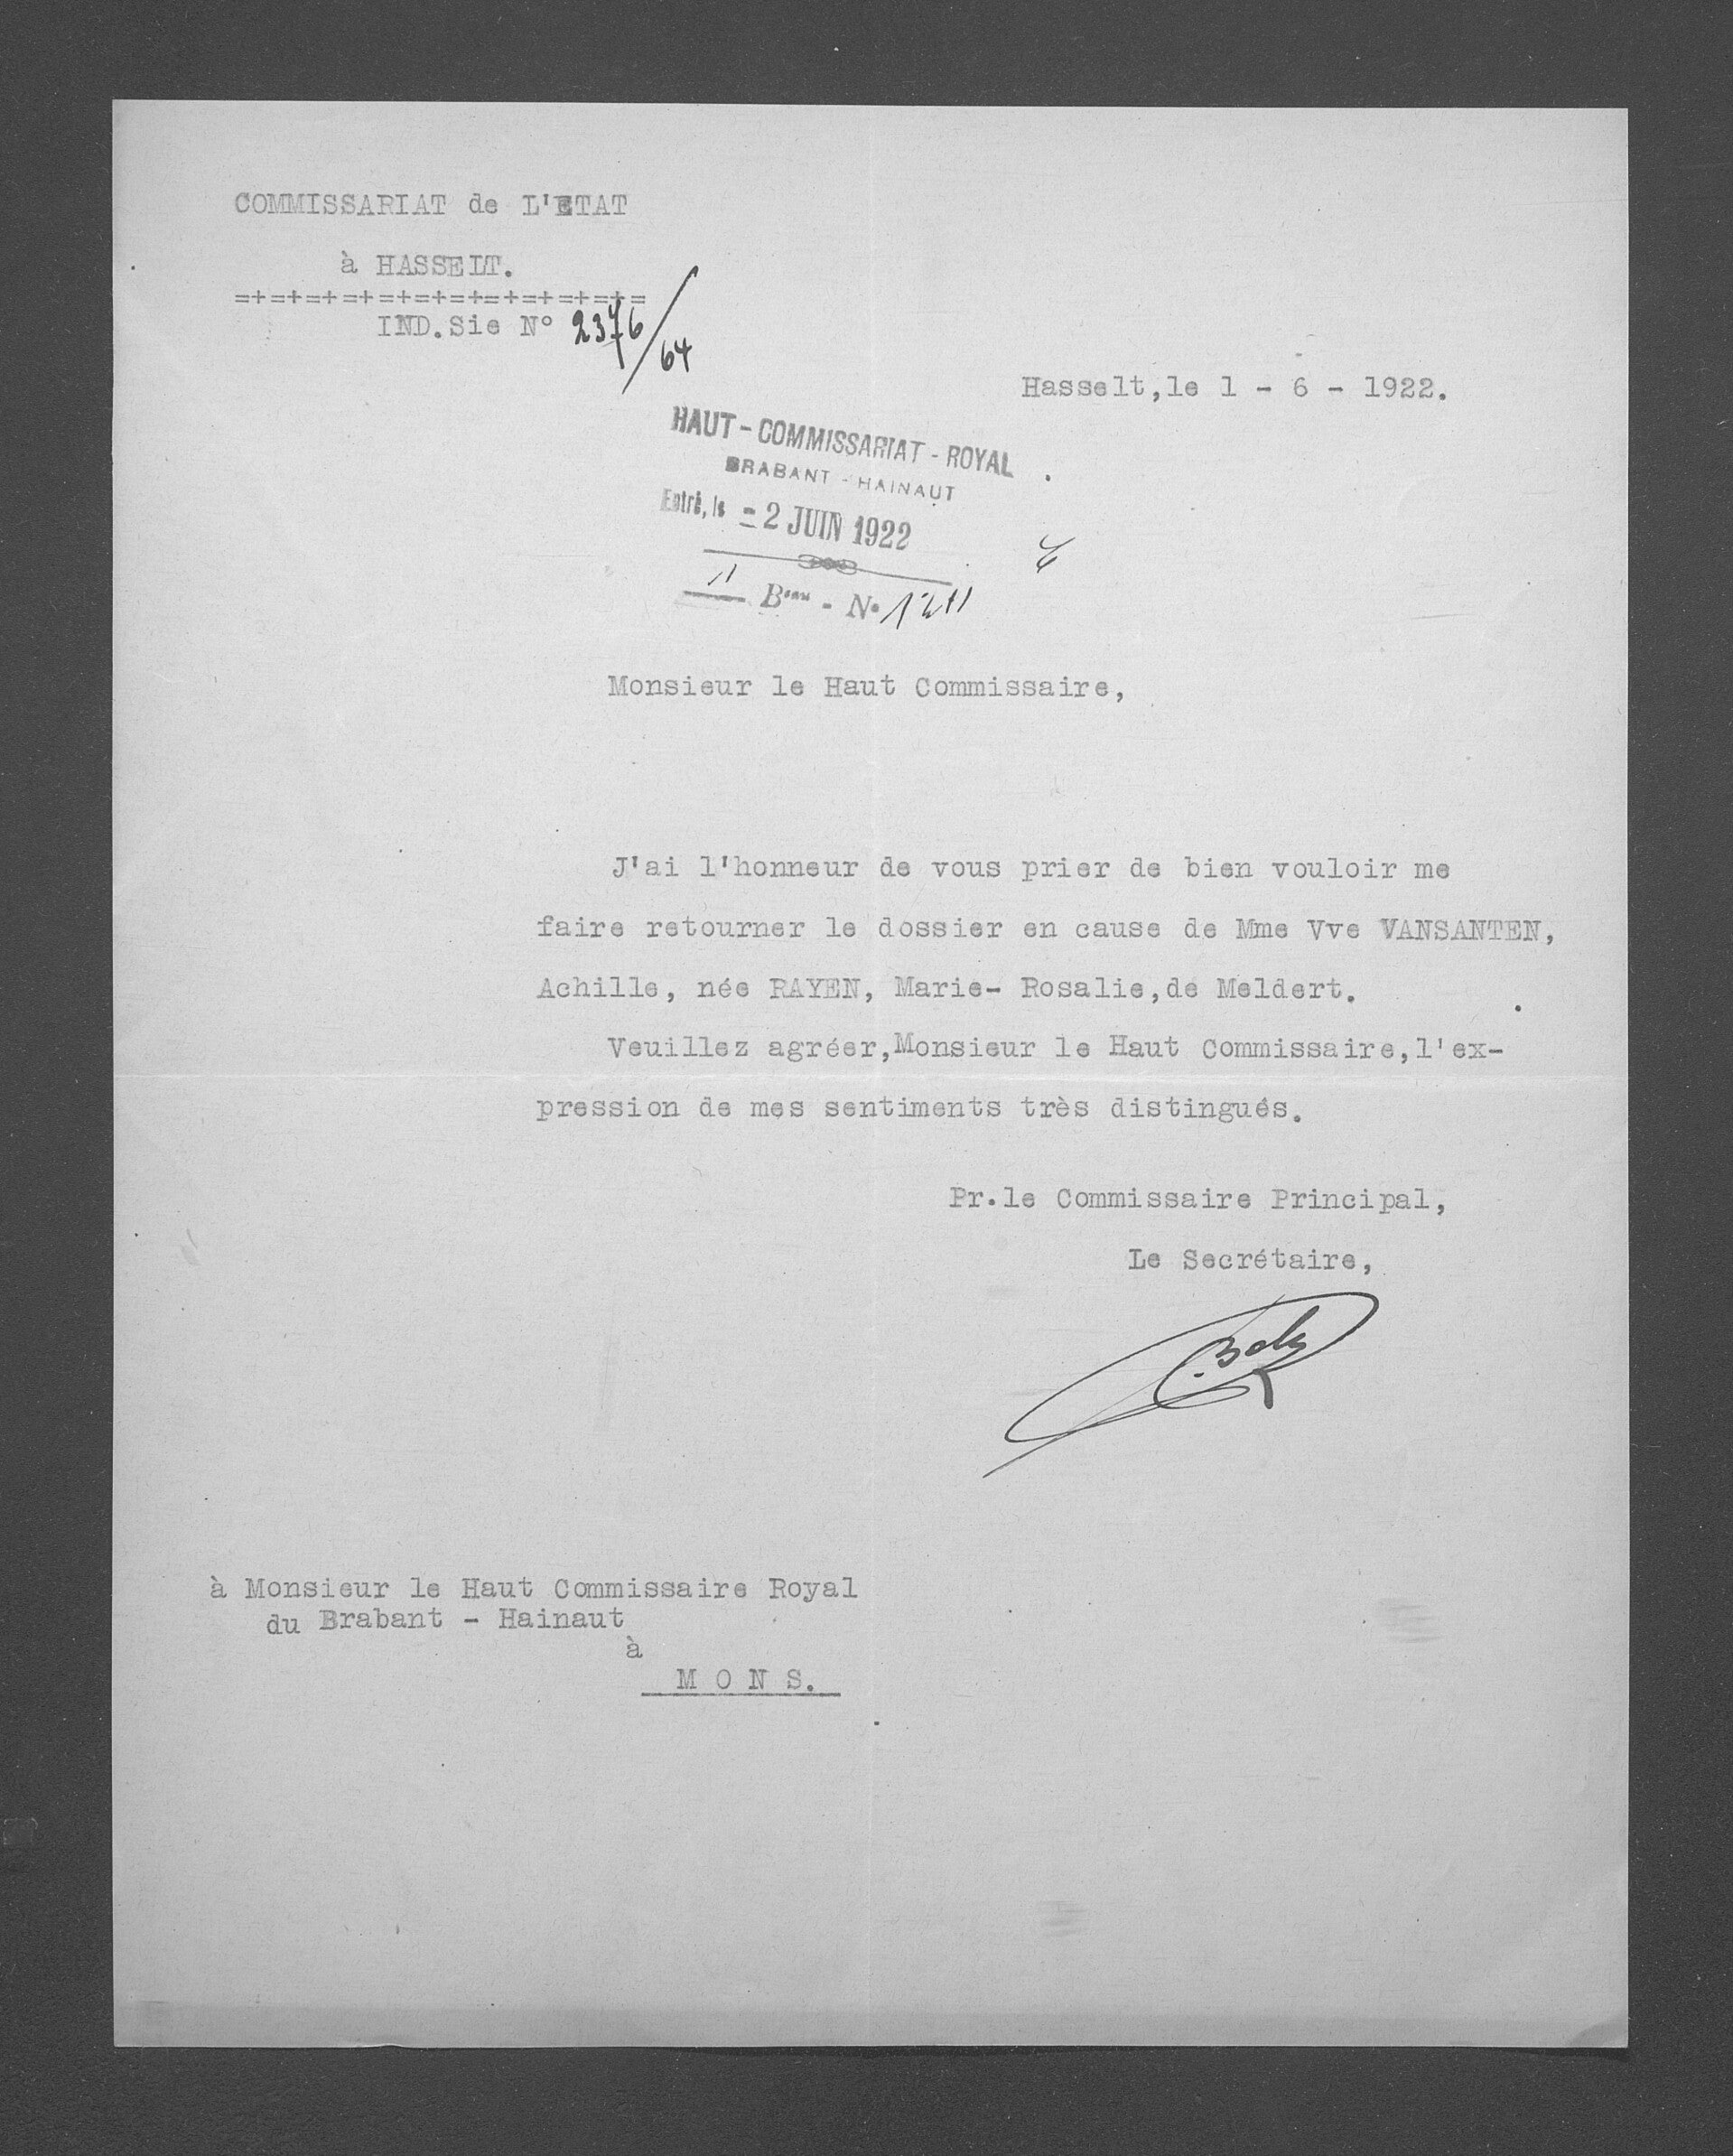 COMMISSARIAT de L'ETAT
à HASSELT.
=+=+=+=+=+=+=+=+=+=+=+=
IND.Sie N° 2376/64
Hasselt,le 1 - 6 - 1922.
HAUT-COMMISSARIAT-ROYAL
BRABANT - HAINAUT
Entré, le - 2 JUIN 1922
II Beau - No 1211
Monsieur le Haut Commissaire,
J'ai l'honneur de vous prier de bien vouloir me
faire retourner le dossier en cause de Mme Vve VANSANTEN,
Achille, née RAYEN, Marie- Rosalie,de Meldert.
Veuillez agréer,Monsieur le Haut Commissaire,l'ex-
pression de mes sentiments très distingués.
Pr.le Commissaire Principal,
Le Secrétaire,
à Monsieur le Haut Commissaire Royal
du Brabant - Hainaut
à
M O N S.